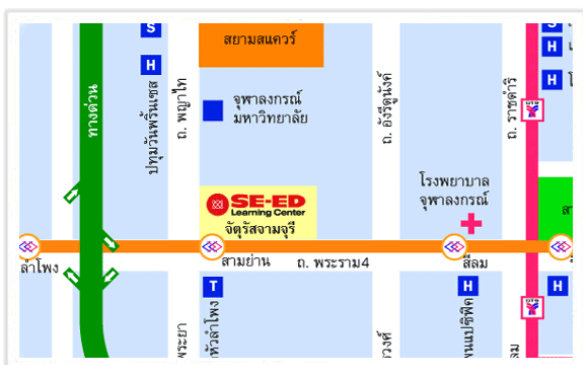 S
H
สยามสแควร์
H
H
ทางด่วน
ปทุมวันพริ้นเซส
ถ. พญาไท
จุฬาลงกรณ์
มหาวิทยาลัย
ถ. อังรีดูนังต์
ถ. ราชดำริ
โรงพยาบาล
จุฬาลงกรณ์
SE-ED
Learning Center
จัตุรัสจามจุรี
ลำโพง
สามย่าน
ถ. พระราม4
สีลม
T
H
H
หัวลำโพง